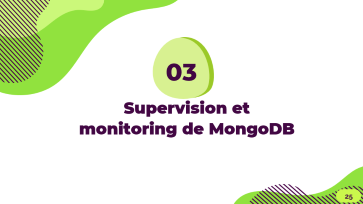 03
Supervision et
monitoring de MongoDB
25